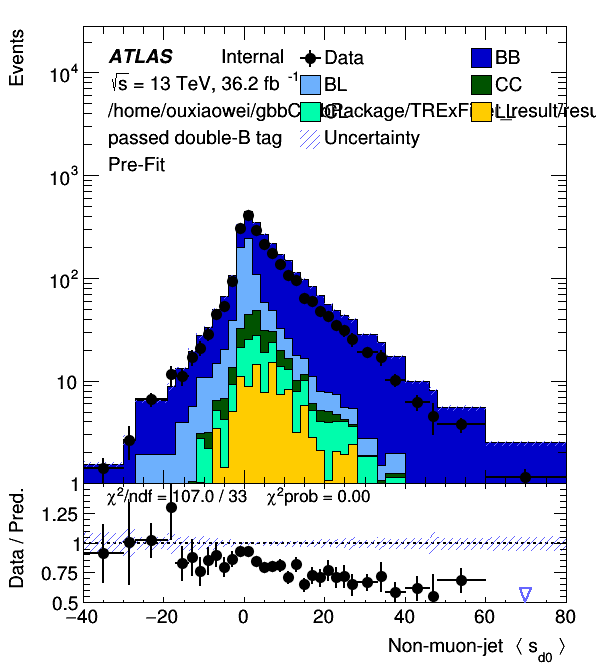 Events
ATLAS Internal
√s = 13 TeV, 36.2 fb⁻¹
passed double-B tag
Pre-Fit
Data
BB
BL
CC
CL
LL
Uncertainty
10⁴
10³
10²
10
1
χ²/ndf = 107.0 / 33 χ²prob = 0.00
Data / Pred.
1.25
1
0.75
0.5
−40 −20 0 20 40 60 80
Non-muon-jet ⟨ s_d0 ⟩